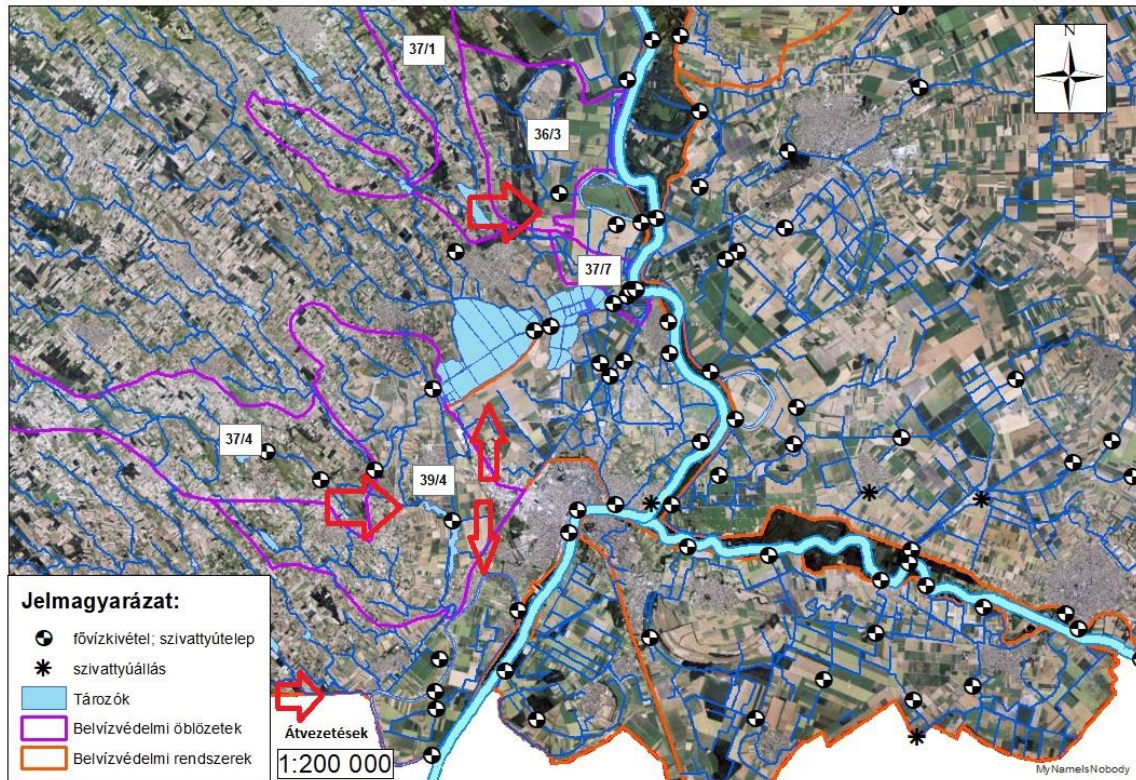 N
37/1
36/3
37/7
37/4
39/4
Jelmagyarázat:
fővízkivétel; szivattyútelep
szivattyúállás
Tározók
Belvízvédelmi öblözetek
Belvízvédelmi rendszerek
Átvezetések
1:200 000
MyNameIsNobody